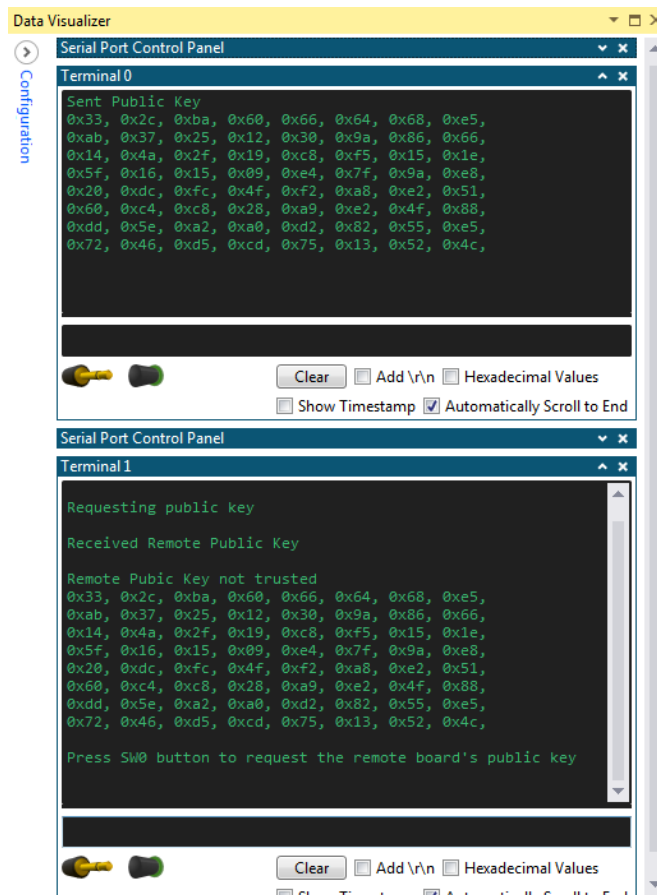 Data Visualizer
Configuration
Serial Port Control Panel
Terminal 0
Sent Public Key
0x33, 0x2c, 0xba, 0x60, 0x66, 0x64, 0x68, 0xe5,
0xab, 0x37, 0x25, 0x12, 0x30, 0x9a, 0x86, 0x66,
0x14, 0x4a, 0x2f, 0x19, 0xc8, 0xf5, 0x15, 0x1e,
0x5f, 0x16, 0x15, 0x09, 0xe4, 0x7f, 0x9a, 0xe8,
0x20, 0xdc, 0xfc, 0x4f, 0xf2, 0xa8, 0xe2, 0x51,
0x60, 0xc4, 0xc8, 0x28, 0xa9, 0xe2, 0x4f, 0x88,
0xdd, 0x5e, 0xa2, 0xa0, 0xd2, 0x82, 0x55, 0xe5,
0x72, 0x46, 0xd5, 0xcd, 0x75, 0x13, 0x52, 0x4c,
Clear Add \r\n Hexadecimal Values
Show Timestamp Automatically Scroll to End
Serial Port Control Panel
Terminal 1
Requesting public key
Received Remote Public Key
Remote Pubic Key not trusted
0x33, 0x2c, 0xba, 0x60, 0x66, 0x64, 0x68, 0xe5,
0xab, 0x37, 0x25, 0x12, 0x30, 0x9a, 0x86, 0x66,
0x14, 0x4a, 0x2f, 0x19, 0xc8, 0xf5, 0x15, 0x1e,
0x5f, 0x16, 0x15, 0x09, 0xe4, 0x7f, 0x9a, 0xe8,
0x20, 0xdc, 0xfc, 0x4f, 0xf2, 0xa8, 0xe2, 0x51,
0x60, 0xc4, 0xc8, 0x28, 0xa9, 0xe2, 0x4f, 0x88,
0xdd, 0x5e, 0xa2, 0xa0, 0xd2, 0x82, 0x55, 0xe5,
0x72, 0x46, 0xd5, 0xcd, 0x75, 0x13, 0x52, 0x4c,
Press SW0 button to request the remote board's public key
Clear Add \r\n Hexadecimal Values
Show Timestamp Automatically Scroll to End